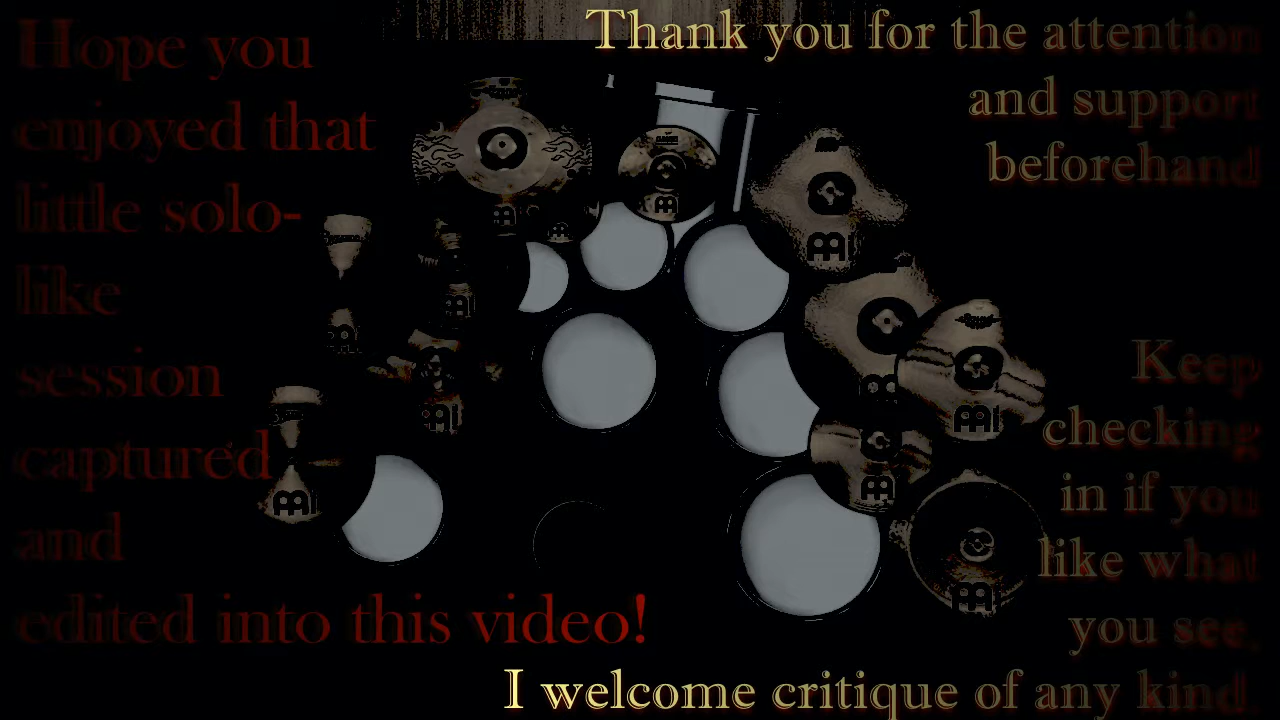 Hope you
enjoyed that
little solo-
like
session
captured
and
edited into this video!
Thank you for the attention
and support
beforehand
Keep
checking
in if you
like what
you see.
I welcome critique of any kind.